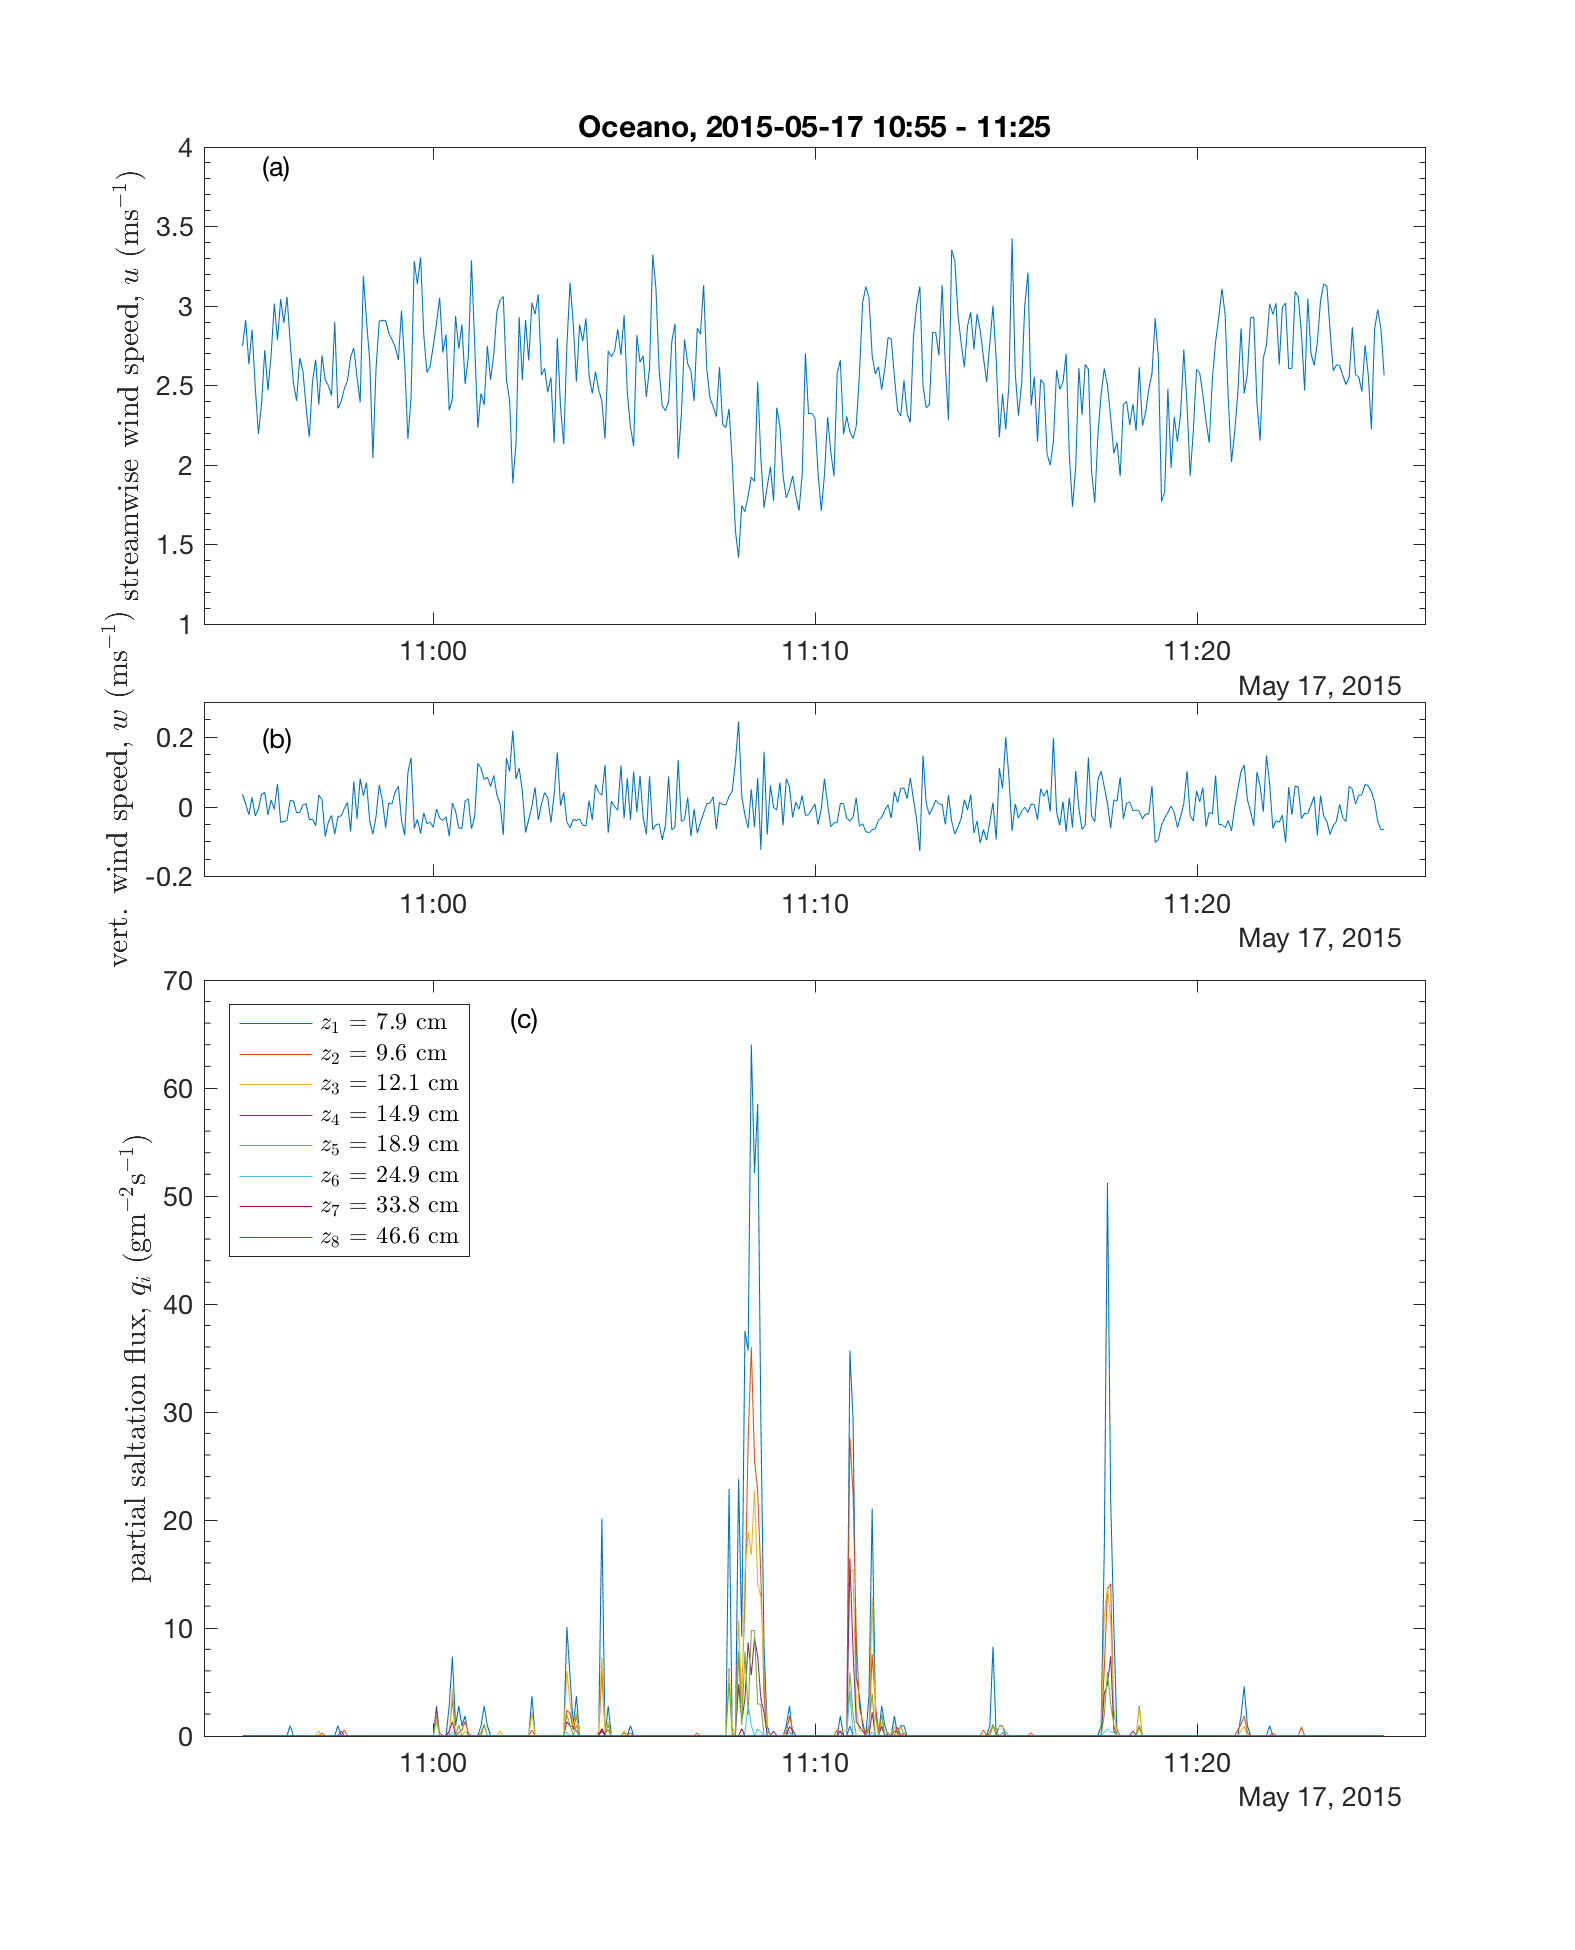 Oceano, 2015-05-17 10:55 - 11:25
(a)
streamwise wind speed, u (ms⁻¹)
4
3.5
3
2.5
2
1.5
1
11:00 11:10 11:20
May 17, 2015
(b)
vert. wind speed, w (ms⁻¹)
0.2
0
-0.2
11:00 11:10 11:20
May 17, 2015
(c)
partial saltation flux, qᵢ (gm⁻²s⁻¹)
70
60
50
40
30
20
10
0
z₁ = 7.9 cm
z₂ = 9.6 cm
z₃ = 12.1 cm
z₄ = 14.9 cm
z₅ = 18.9 cm
z₆ = 24.9 cm
z₇ = 33.8 cm
z₈ = 46.6 cm
11:00 11:10 11:20
May 17, 2015